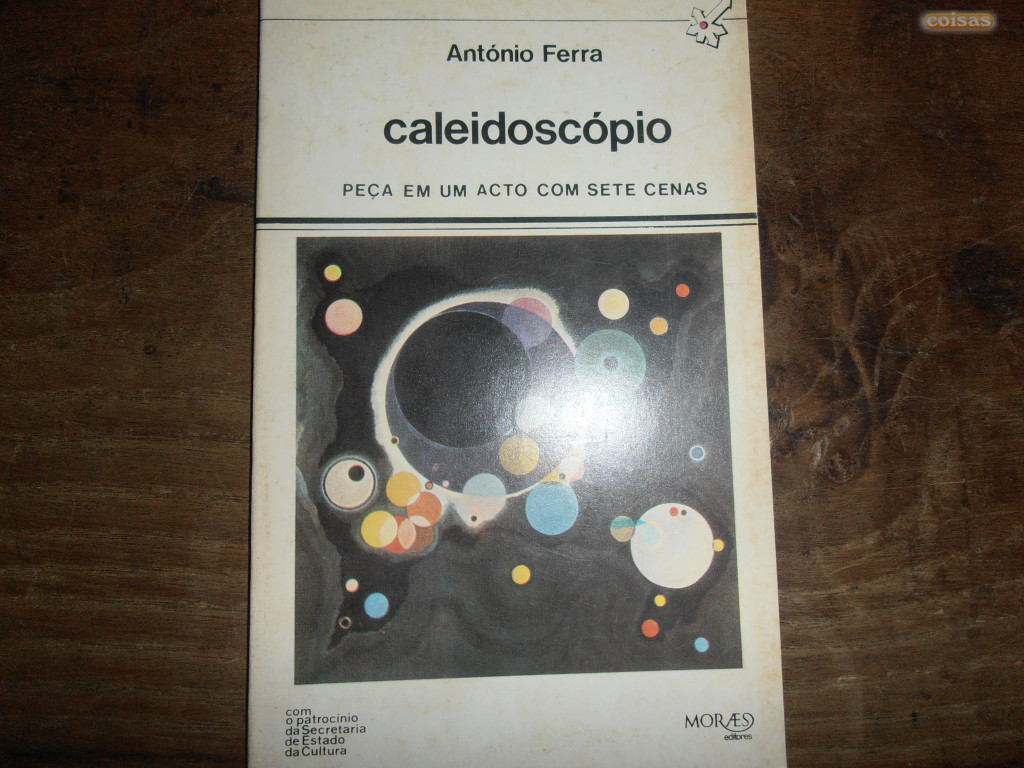 coisas
António Ferra
caleidoscópio
PEÇA EM UM ACTO COM SETE CENAS
com
o patrocínio
da Secretaria
de Estado
da Cultura
MORÆS
editores